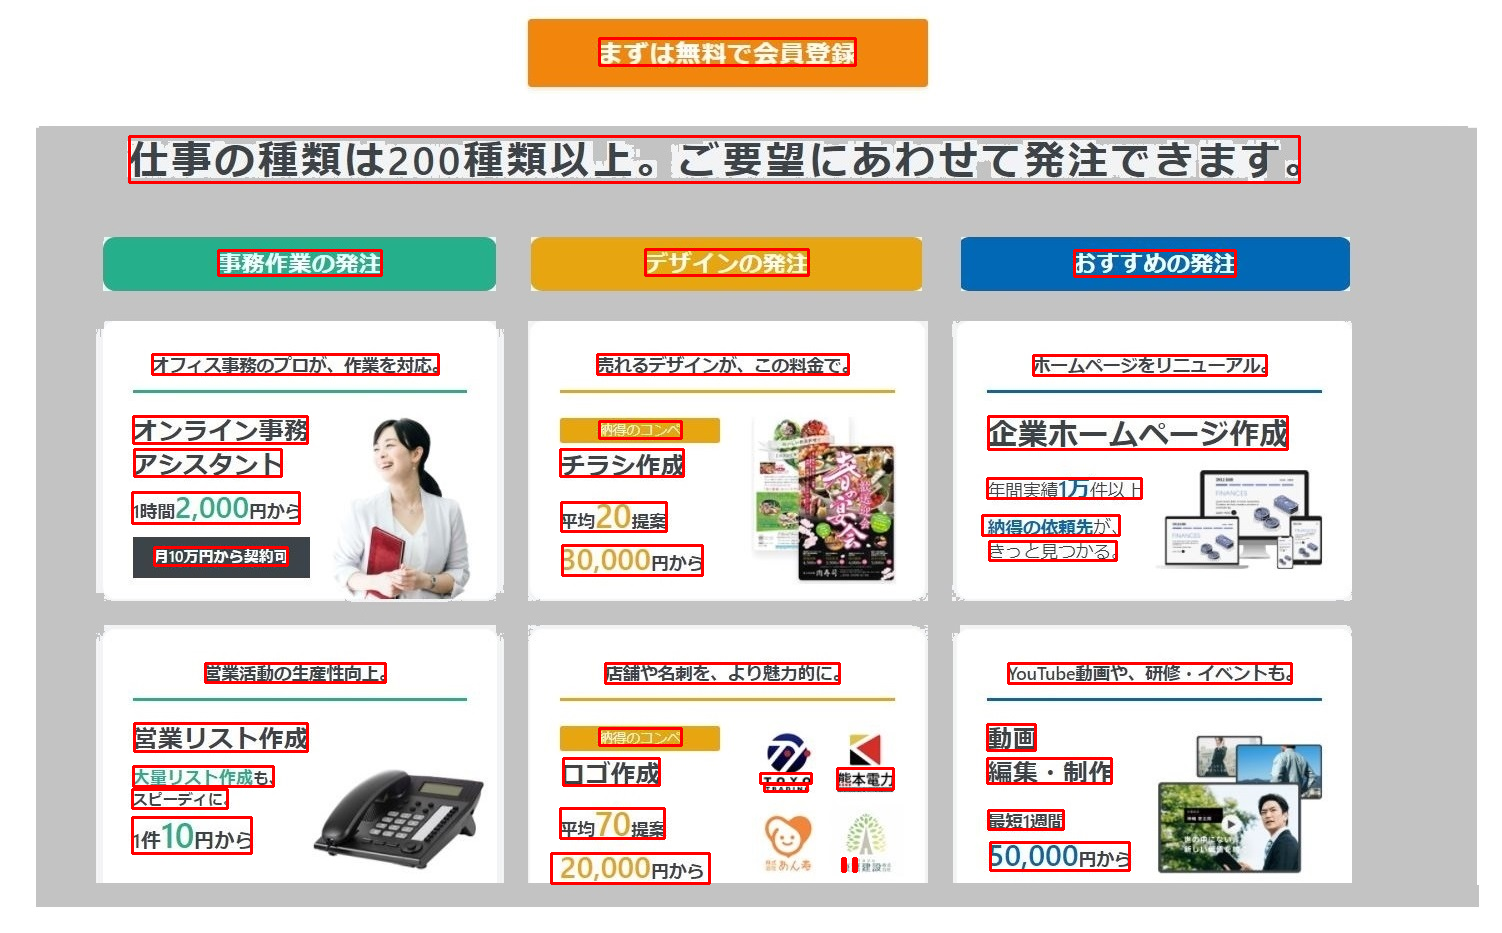 まずは無料で会員登録
仕事の種類は200種類以上。ご要望にあわせて発注できます。
事務作業の発注
オフィス事務のプロが、作業を対応。
オンライン事務
アシスタント
1時間2,000円から
月10万円から契約可
営業活動の生産性向上。
営業リスト作成
大量リスト作成も、
スピーディに。
1件10円から
デザインの発注
売れるデザインが、この料金で。
納得のコンペ
チラシ作成
平均20提案
30,000円から
店舗や名刺を、より魅力的に。
納得のコンペ
ロゴ作成
平均70提案
20,000円から
TOYO
TRADING
熊本電力
あん寿
建設
おすすめの発注
ホームページをリニューアル。
企業ホームページ作成
年間実績1万件以上
納得の依頼先が、
きっと見つかる。
FINANCES
FINANCES
YouTube動画や、研修・イベントも。
動画
編集・制作
最短1週間
50,000円から